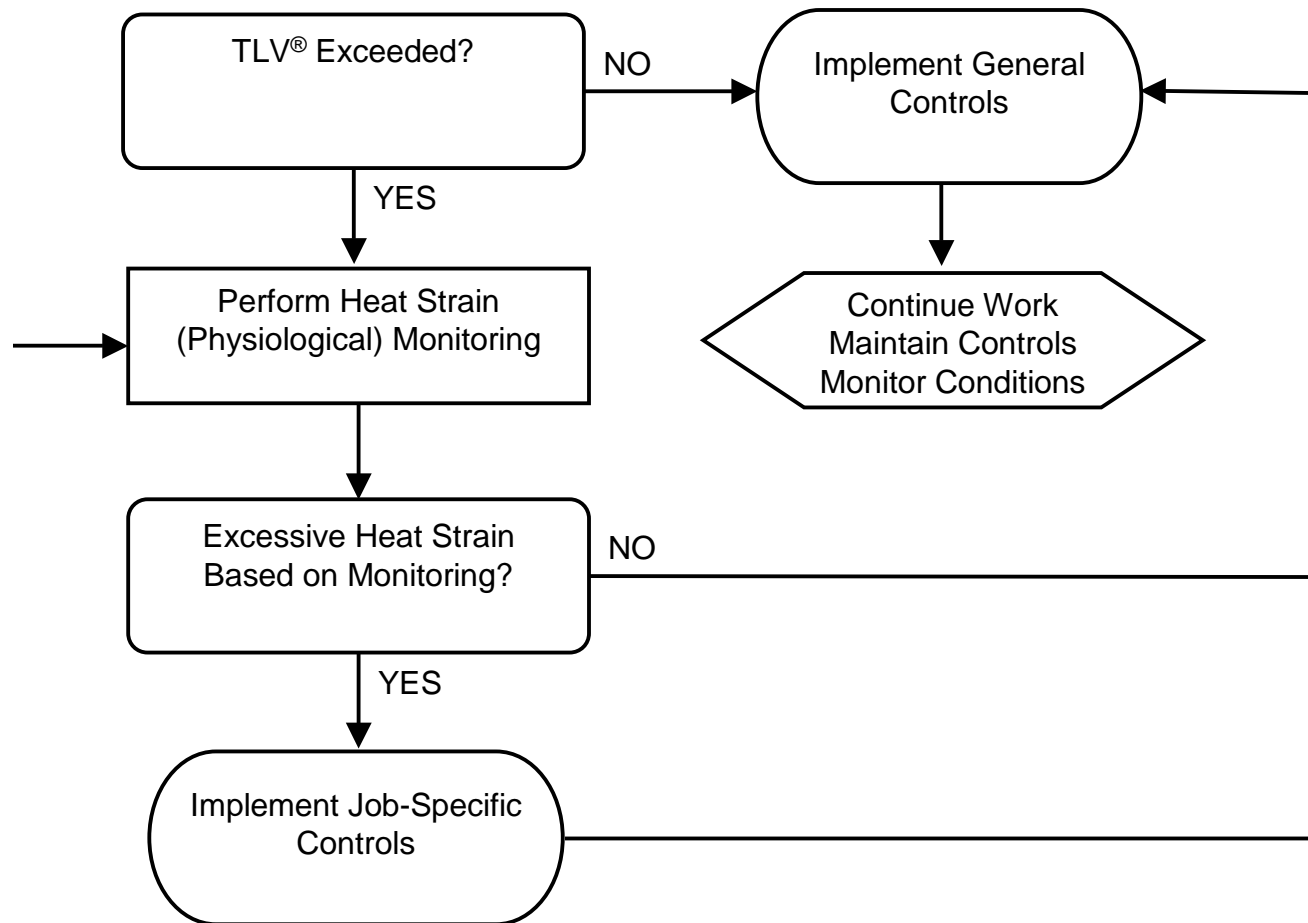 TLV® Exceeded?
NO
Implement General
Controls
YES
Perform Heat Strain
(Physiological) Monitoring
Continue Work
Maintain Controls
Monitor Conditions
Excessive Heat Strain
Based on Monitoring?
NO
YES
Implement Job-Specific
Controls